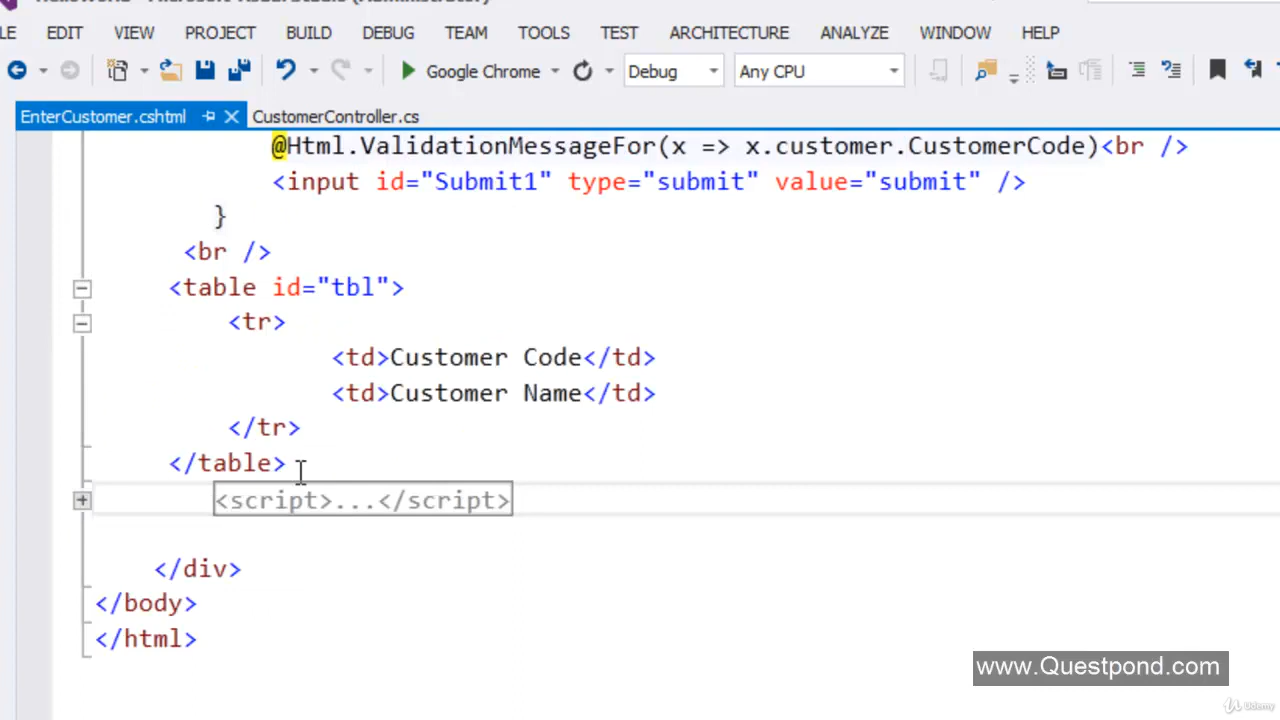 LE EDIT VIEW PROJECT BUILD DEBUG TEAM TOOLS TEST ARCHITECTURE ANALYZE WINDOW HELP
Google Chrome Debug Any CPU
EnterCustomer.cshtml CustomerController.cs
@Html.ValidationMessageFor(x => x.customer.CustomerCode)<br />
<input id="Submit1" type="submit" value="submit" />
}
<br />
<table id="tbl">
<tr>
<td>Customer Code</td>
<td>Customer Name</td>
</tr>
</table>
<script>...</script>
</div>
</body>
</html>
www.Questpond.com
Udemy